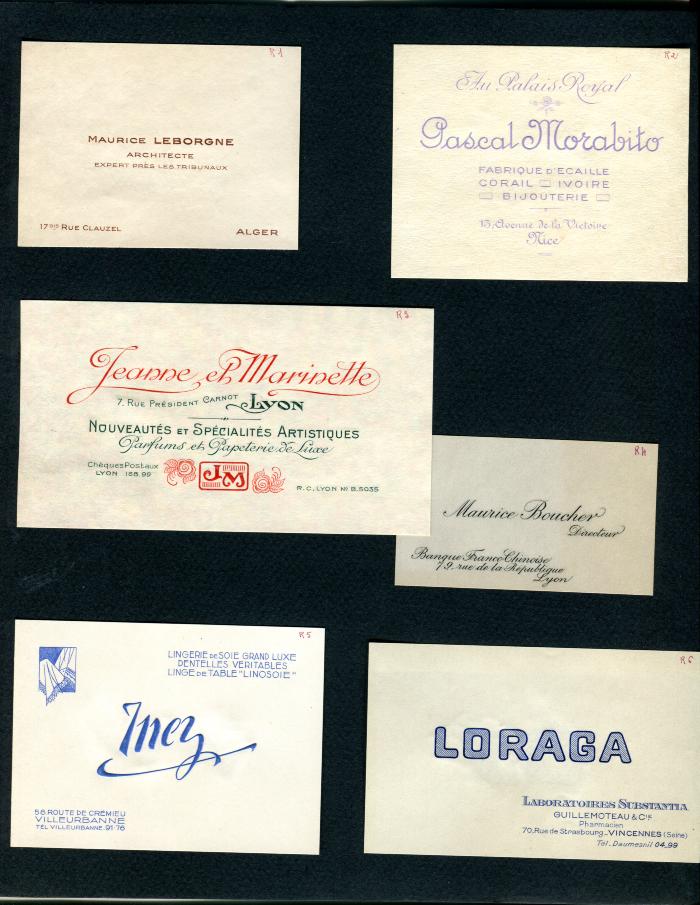 R1
MAURICE LEBORGNE
ARCHITECTE
EXPERT PRÈS LES TRIBUNAUX
17BIS RUE CLAUZEL
ALGER
R2
Au Palais Royal
Pascal Morabito
FABRIQUE D'ECAILLE
CORAIL IVOIRE
BIJOUTERIE
15, Avenue de la Victoire
Nice
R3
Jeanne et Marinette
7. RUE PRÉSIDENT CARNOT LYON
NOUVEAUTÉS ET SPÉCIALITÉS ARTISTIQUES
Parfums et Papeterie de Luxe
Chèques Postaux
LYON 188.99
JM
R.C. LYON No B.5035
R4
Maurice Boucher
Directeur
Banque Franco-Chinoise
79, rue de la République
Lyon
R5
LINGERIE DE SOIE GRAND LUXE
DENTELLES VERITABLES
LINGE DE TABLE "LINOSOIE"
Inez
58 ROUTE DE CRÉMIEU
VILLEURBANNE
TÉL VILLEURBANNE. 91-76
R6
LORAGA
LABORATOIRES SUBSTANTIA
GUILLEMOTEAU & CIE
Pharmacien
70, Rue de Strasbourg_VINCENNES (Seine)
Tél. Daumesnil 04.99